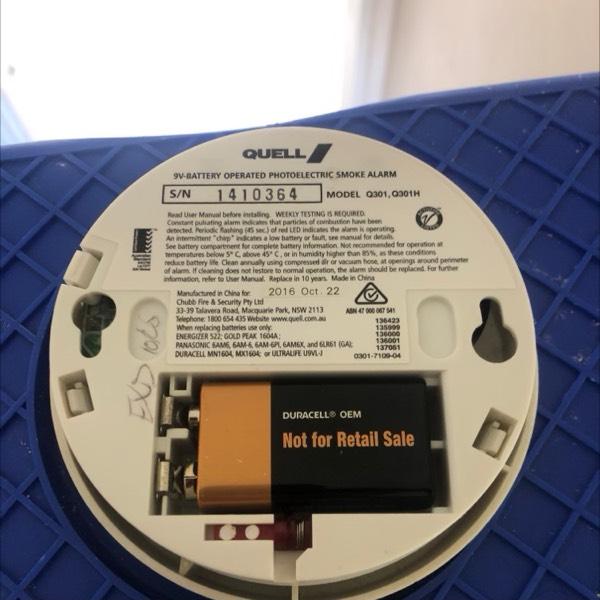 QUELL
9V-BATTERY OPERATED PHOTOELECTRIC SMOKE ALARM
S/N 1410364 MODEL Q301,Q301H
Read User Manual before installing. WEEKLY TESTING IS REQUIRED.
Constant pulsating alarm indicates that particles of combustion have been
detected. Periodic flashing (45 sec.) of red LED indicates the alarm is operating.
An intermittent "chirp" indicates a low battery or fault, see manual for details.
See battery compartment for complete battery information. Not recommended for operation at
temperatures below 5° C, above 45° C, or in humidity higher than 85%, as these conditions
reduce battery life. Clean annually using compressed air or vacuum hose, at openings around perimeter
of alarm. If cleaning does not restore to normal operation, the alarm should be replaced. For further
information, refer to User Manual. Replace in 10 years. Made in China
Manufactured in China for: 2016 Oct. 22
Chubb Fire & Security Pty Ltd
33-39 Talavera Road, Macquarie Park, NSW 2113
Telephone: 1800 654 435 Website www.quell.com.au
ABN 47 000 067 541
When replacing batteries use only:
ENERGIZER 522; GOLD PEAK 1604A;
PANASONIC 6AM6, 6AM-6, 6AM-6PI, 6AM6X, and 6LR61 (GA);
DURACELL MN1604, MX1604; or ULTRALIFE U9VL-J
136423
135999
136000
136001
137061
0301-7109-04
DURACELL® OEM
Not for Retail Sale